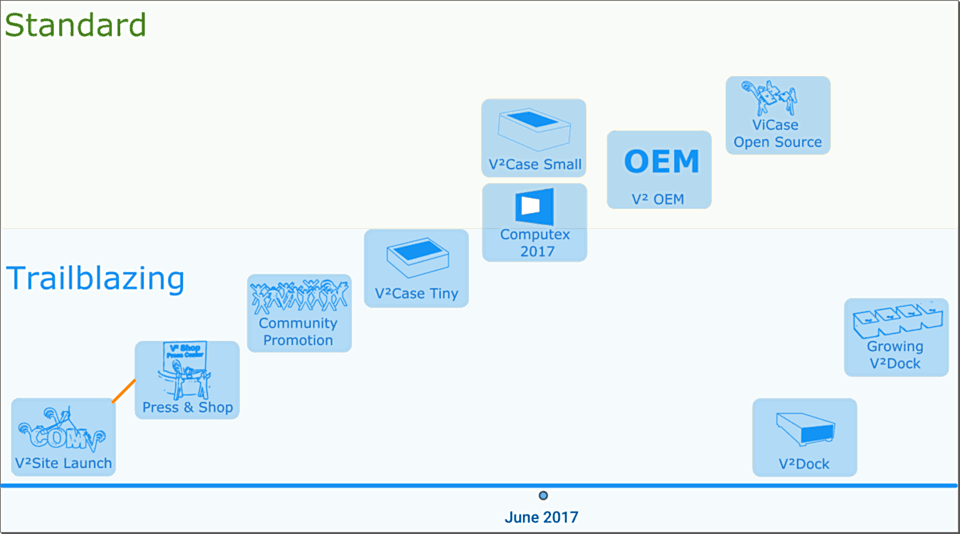 Standard
ViCase
Open Source
V²Case Small
OEM
V² OEM
Computex
2017
Trailblazing
V²Case Tiny
Community
Promotion
V² Shop
Press Center
Press & Shop
Growing
V²Dock
COM
V²Site Launch
V²Dock
June 2017